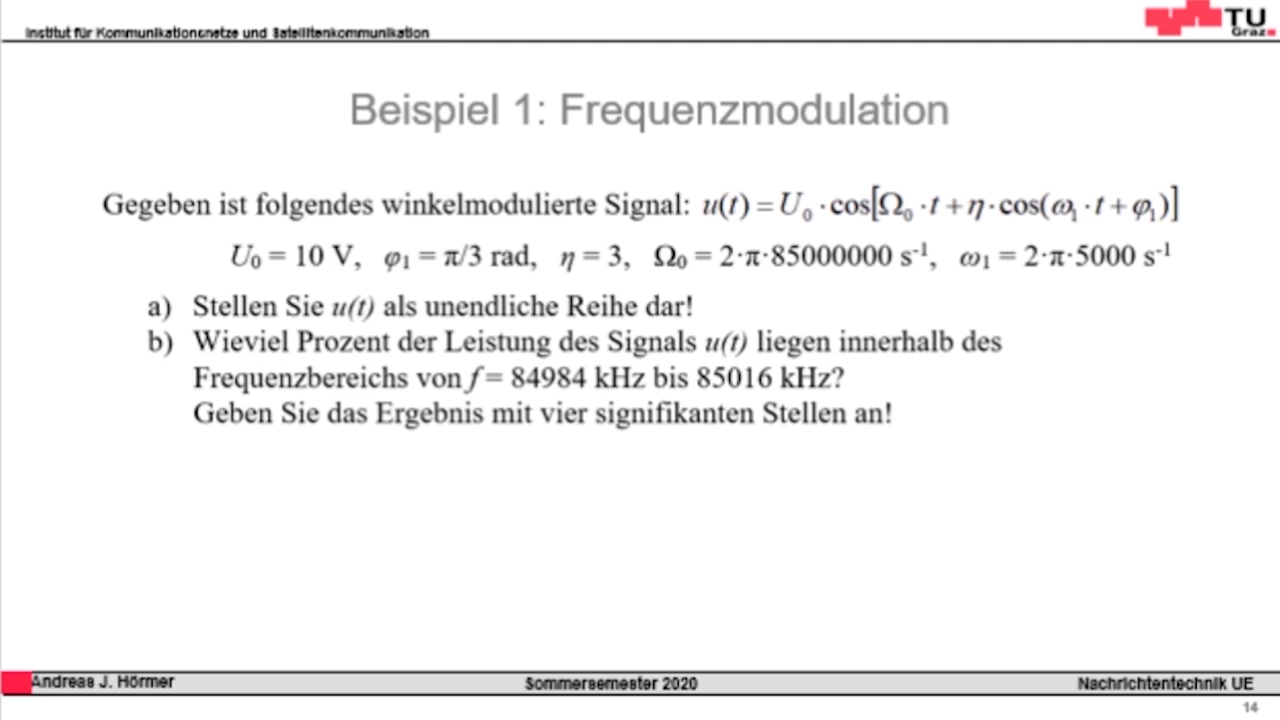 Institut für Kommunikationsnetze und Satellitenkommunikation
TU
Graz
Beispiel 1: Frequenzmodulation
Gegeben ist folgendes winkelmodulierte Signal: u(t) = U₀ · cos[Ω₀ · t + η · cos(ω₁ · t + φ₁)]
U₀ = 10 V, φ₁ = π/3 rad, η = 3, Ω₀ = 2·π·85000000 s⁻¹, ω₁ = 2·π·5000 s⁻¹
a) Stellen Sie u(t) als unendliche Reihe dar!
b) Wieviel Prozent der Leistung des Signals u(t) liegen innerhalb des
Frequenzbereichs von f = 84984 kHz bis 85016 kHz?
Geben Sie das Ergebnis mit vier signifikanten Stellen an!
Andreas J. Hörmer Sommersemester 2020 Nachrichtentechnik UE
14